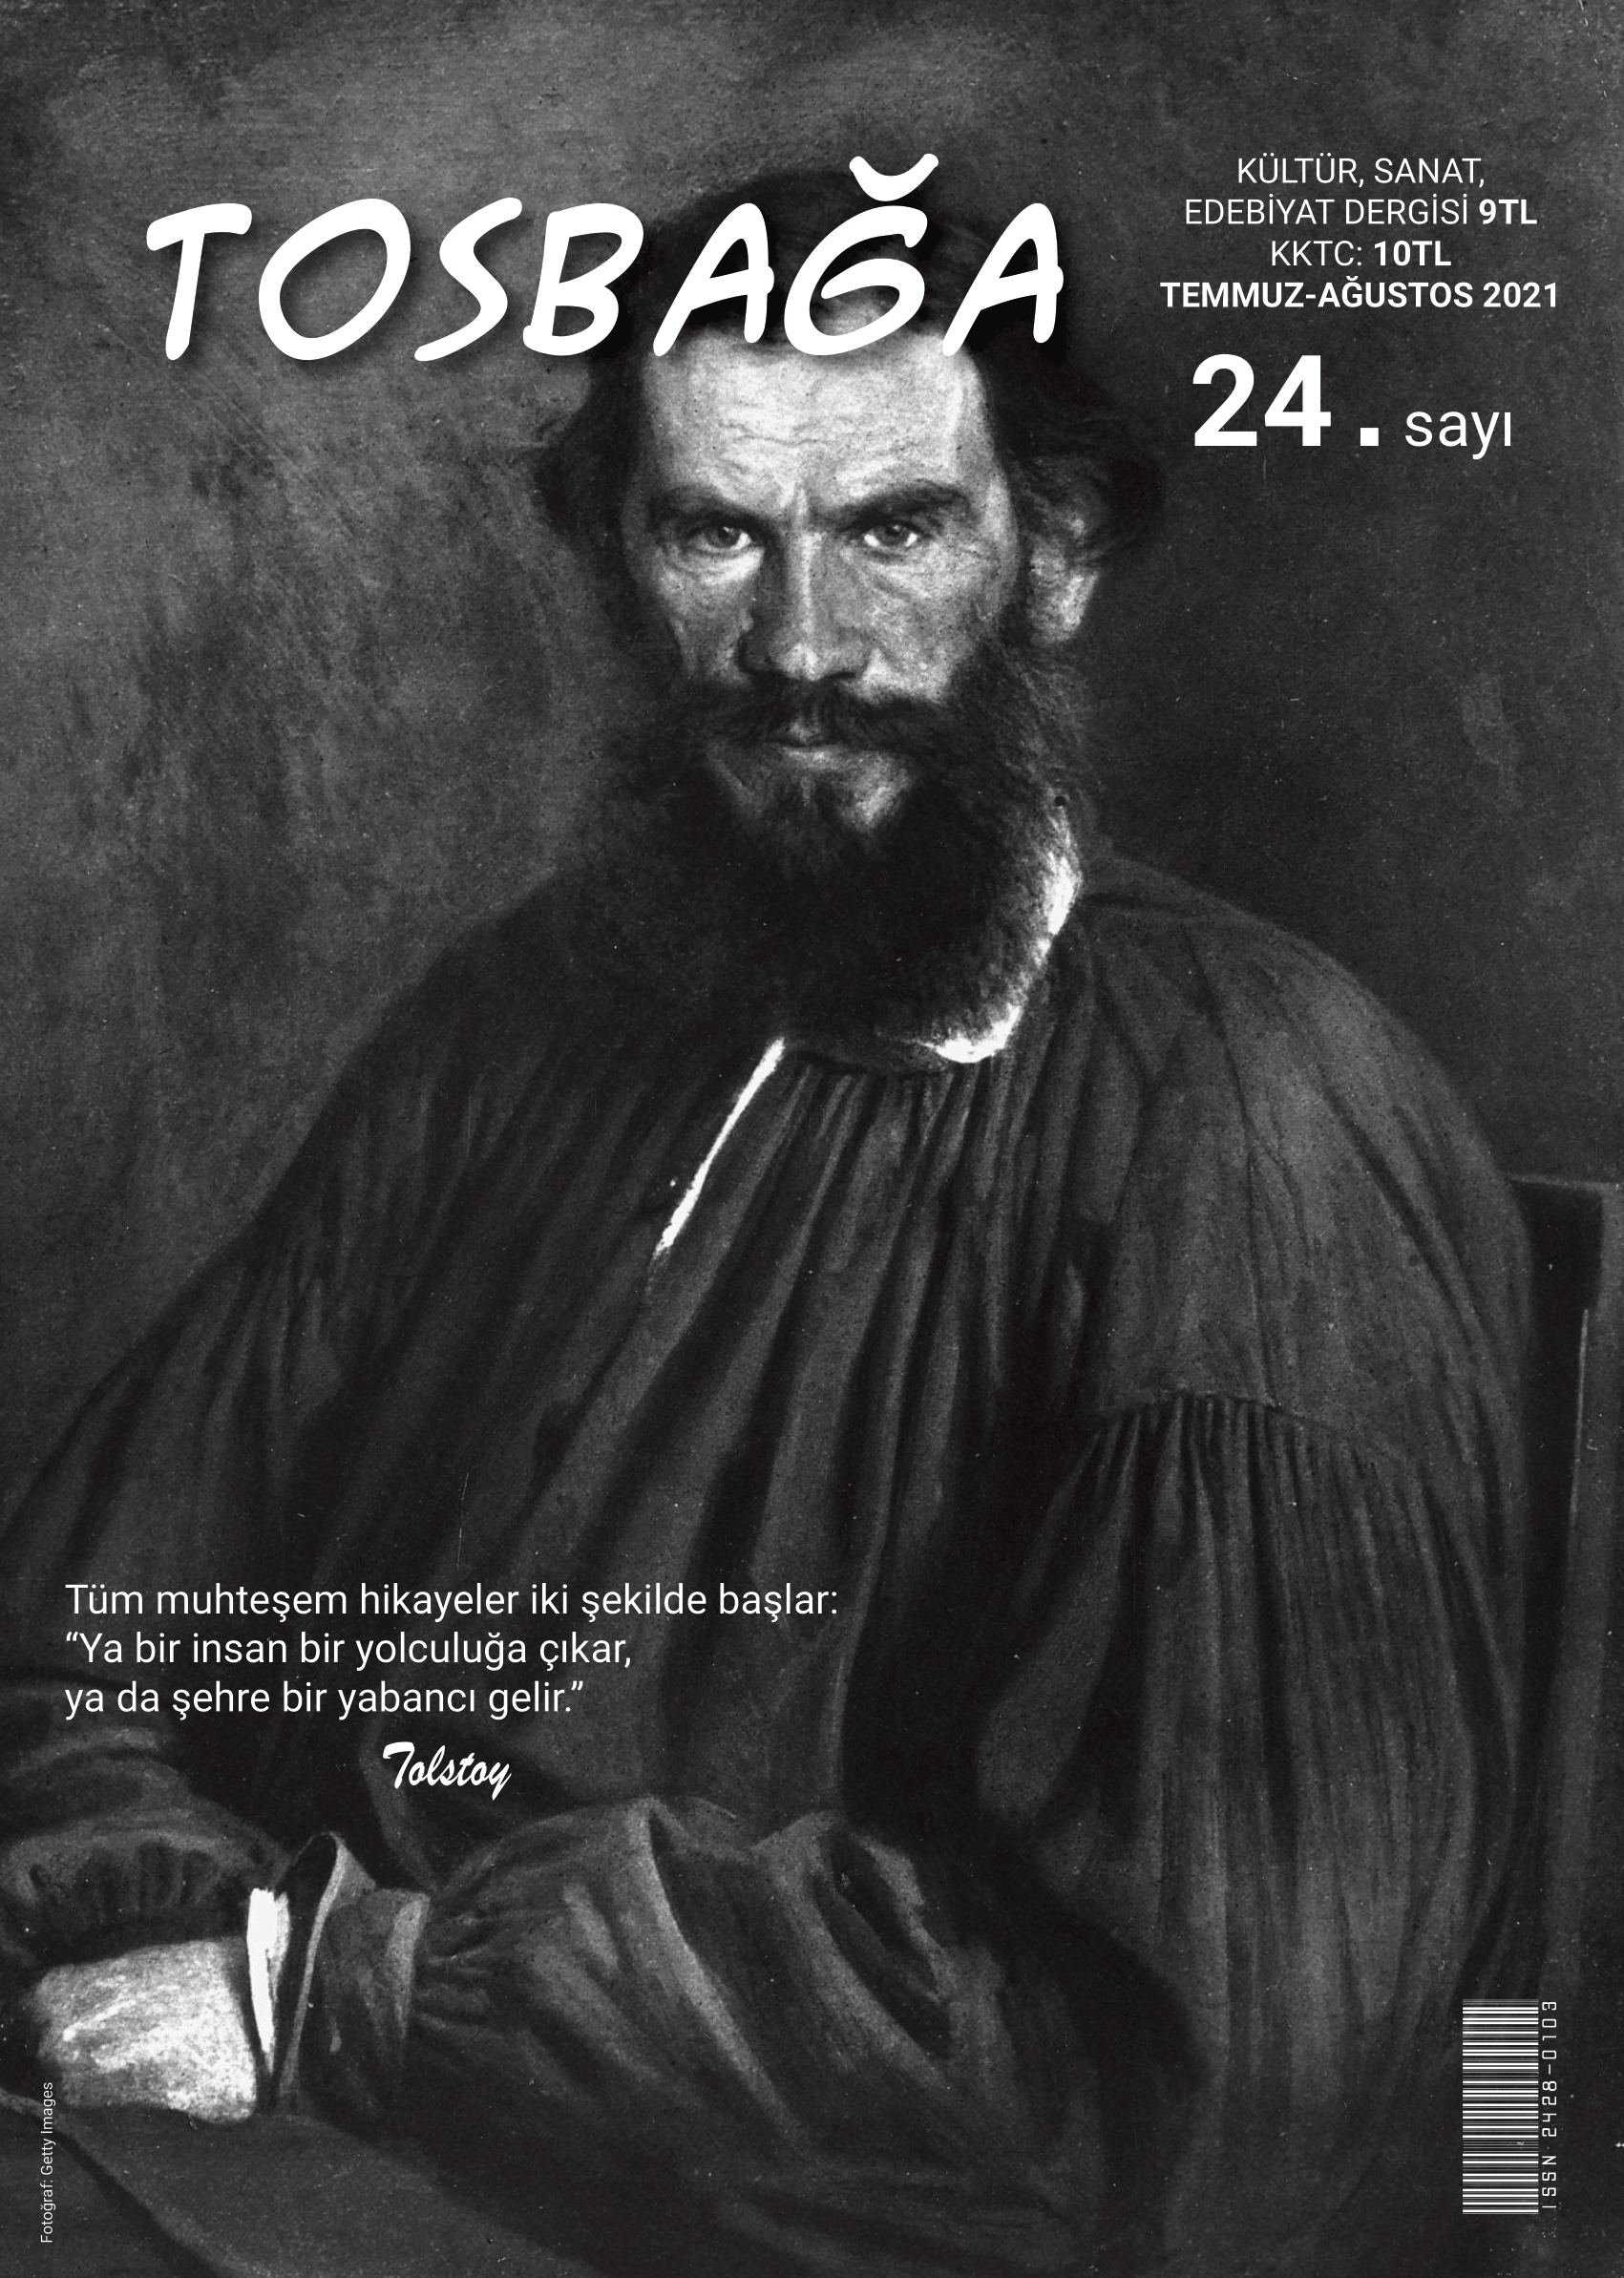 TOSBAĞA
KÜLTÜR, SANAT,
EDEBİYAT DERGİSİ 9TL
KKTC: 10TL
TEMMUZ-AĞUSTOS 2021
24. sayı
Tüm muhteşem hikayeler iki şekilde başlar:
“Ya bir insan bir yolculuğa çıkar,
ya da şehre bir yabancı gelir.”
Tolstoy
Fotoğraf: Getty Images
ISSN 2428-0103